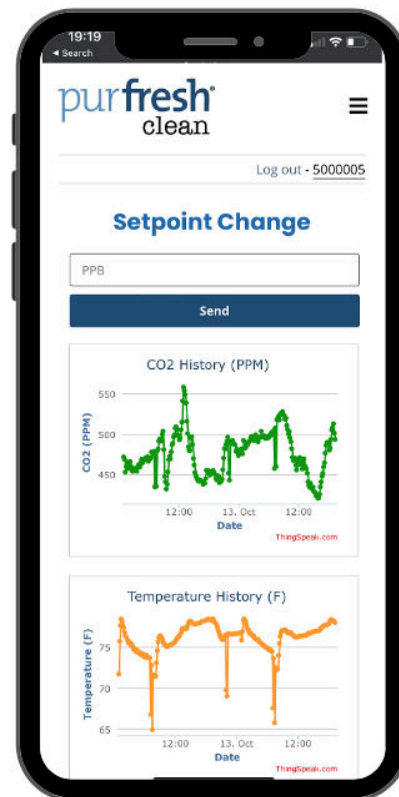 19:19
◀ Search
purfresh®
clean
Log out - 5000005
Setpoint Change
PPB
Send
CO2 History (PPM)
CO2 (PPM)
550
500
450
12:00
13. Oct
12:00
Date
ThingSpeak.com
Temperature History (F)
Temperature (F)
75
70
65
12:00
13. Oct
12:00
Date
ThingSpeak.com